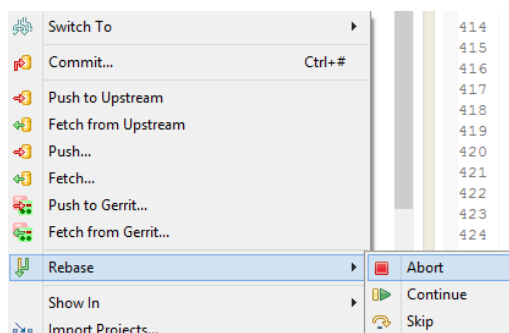 Switch To
Commit... Ctrl+#
Push to Upstream
Fetch from Upstream
Push...
Fetch...
Push to Gerrit...
Fetch from Gerrit...
Rebase
Show In
Import Projects...
Abort
Continue
Skip
414
415
416
417
418
419
420
421
422
423
424